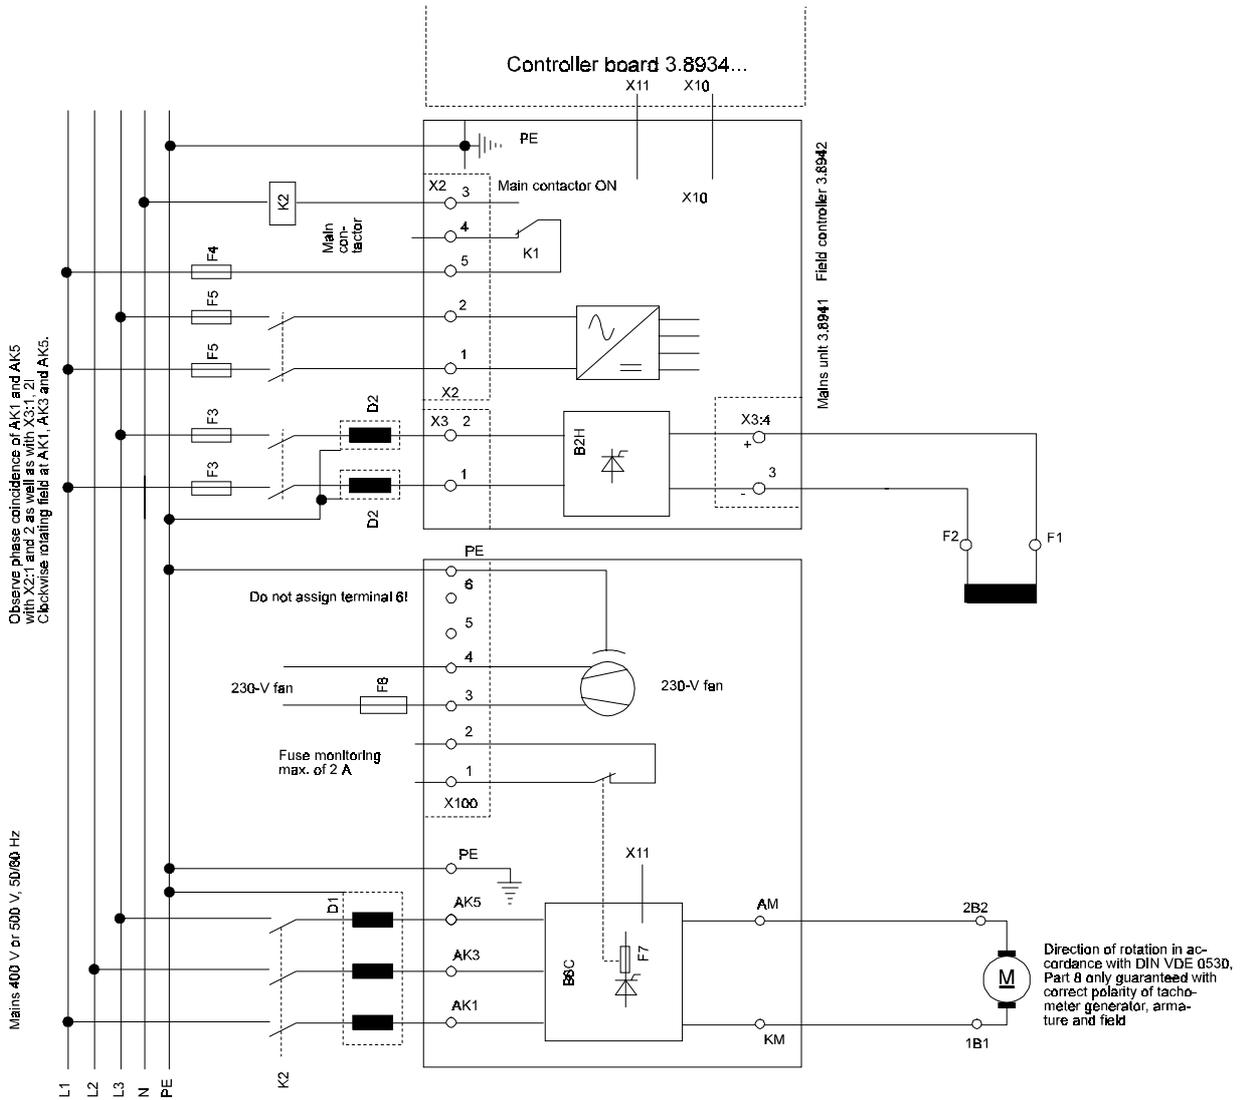 Controller board 3.8934...
X11
X10
PE
X2
3
Main contactor ON
X10
K2
4
Main
con-
tactor
K1
5
F4
2
F5
1
F5
X2
Field controller 3.8942
Mains unit 3.8941
D2
X3
2
F3
B2H
X3:4
+
1
F3
3
-
D2
Observe phase coincidence of AK1 and AK5
with X2:1 and 2 as well as with X3:1, 2!
Clockwise rotating field at AK1, AK3 and AK5.
F2
F1
PE
6
Do not assign terminal 6!
5
4
230-V fan
F8
3
230-V fan
2
Fuse monitoring
max. of 2 A
1
X100
PE
X11
Mains 400 V or 500 V, 50/60 Hz
D1
AK5
AM
2B2
AK3
B6C
F7
M
Direction of rotation in ac-
cordance with DIN VDE 0530,
Part 8 only guaranteed with
correct polarity of tacho-
meter generator, arma-
ture and field
AK1
KM
1B1
K2
L1
L2
L3
N
PE